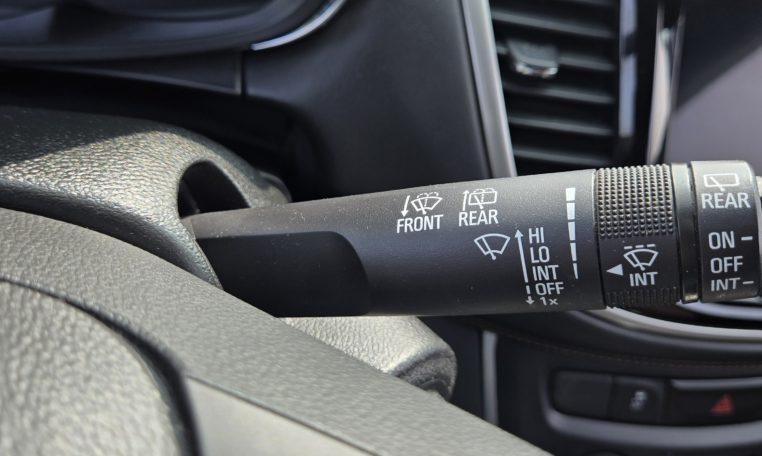 FRONT
REAR
HI
LO
INT
OFF
1x
INT
REAR
ON
OFF
INT